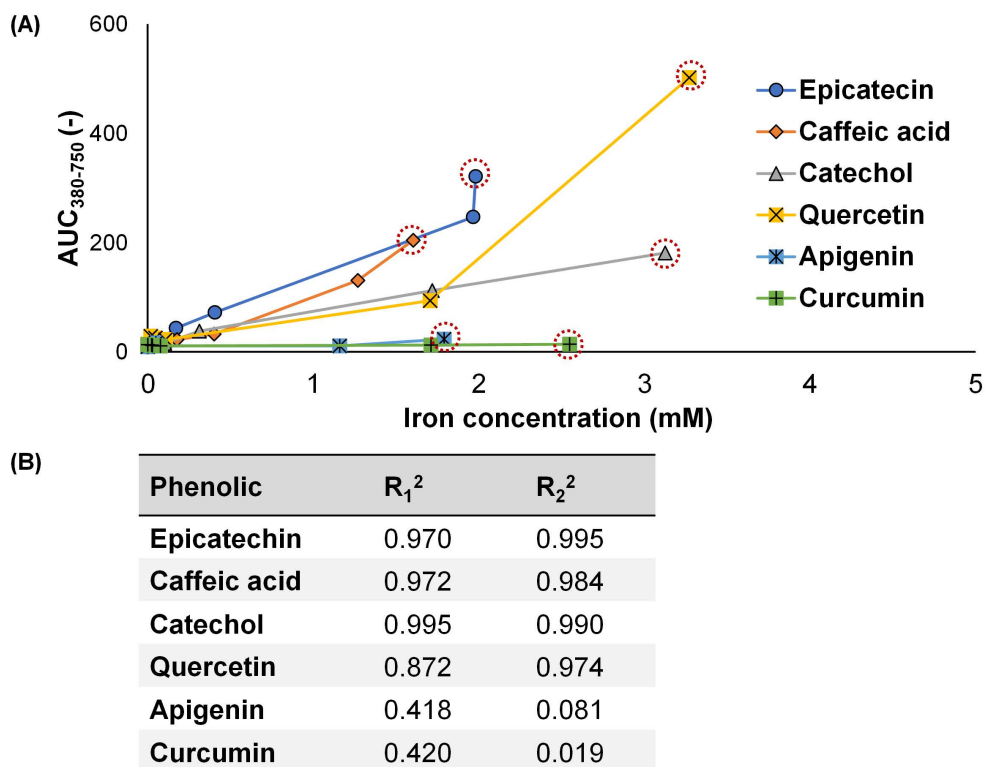 (A)
600
400
200
0
AUC380-750 (-)
0 1 2 3 4 5
Iron concentration (mM)
Epicatecin
Caffeic acid
Catechol
Quercetin
Apigenin
Curcumin
(B)
Phenolic R₁² R₂²
Epicatechin 0.970 0.995
Caffeic acid 0.972 0.984
Catechol 0.995 0.990
Quercetin 0.872 0.974
Apigenin 0.418 0.081
Curcumin 0.420 0.019